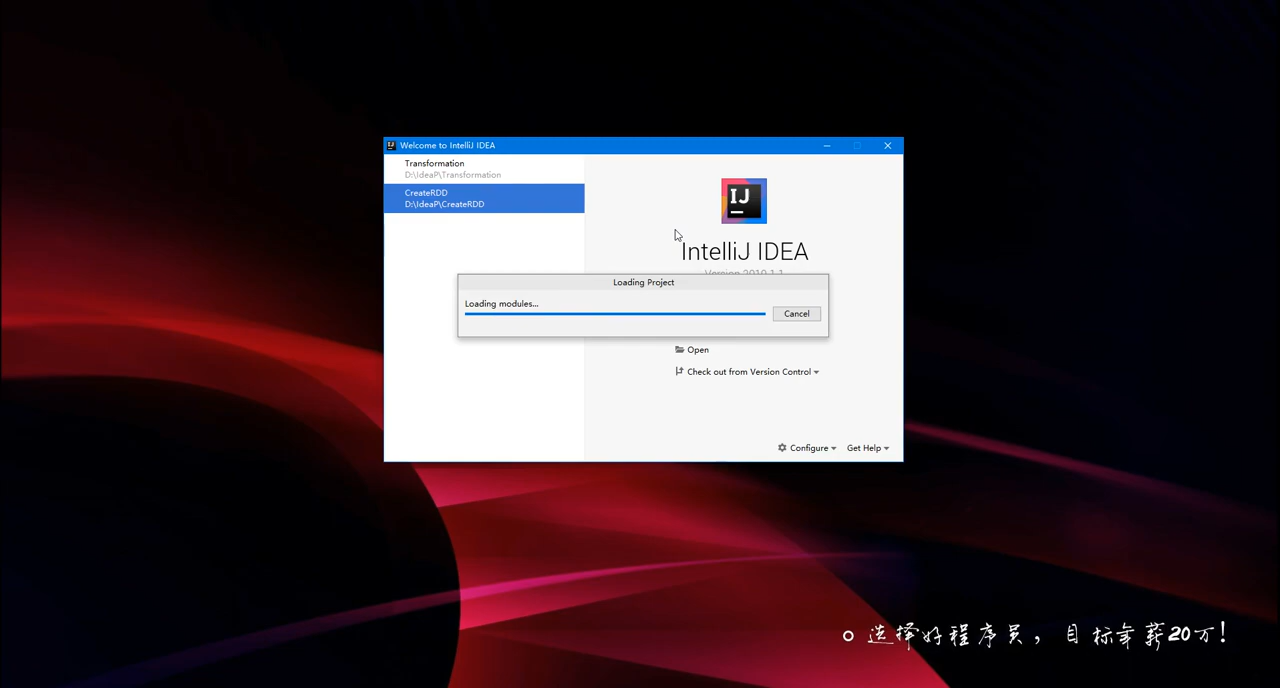 Welcome to IntelliJ IDEA
Transformation
D:\IdeaP\Transformation
CreateRDD
D:\IdeaP\CreateRDD
IJ
IntelliJ IDEA
Loading Project
Loading modules...
Cancel
Open
Check out from Version Control
Configure
Get Help
选择好程序员，目标年薪20万！